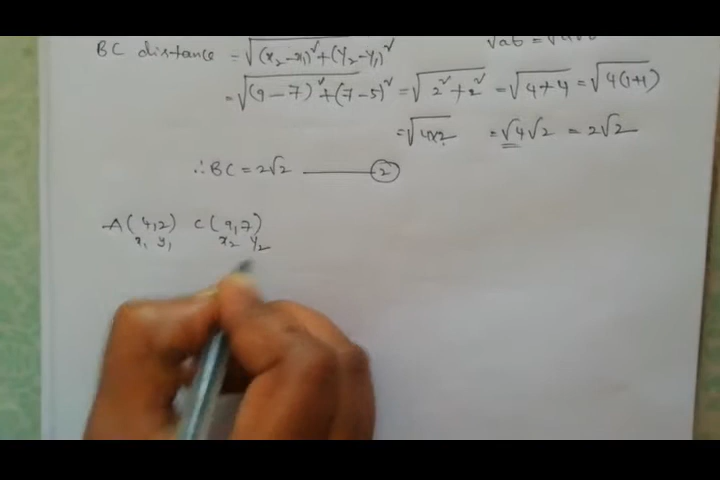 BC distance = √(x₂-x₁)²+(y₂-y₁)²
√ab =
= √(9-7)²+(7-5)² = √2²+2² = √4+4 = √4(1+1)
= √4x2 = √4√2 = 2√2
∴BC = 2√2 ②
A(4,2) C(9,7)
x₁ y₁ x₂ y₂